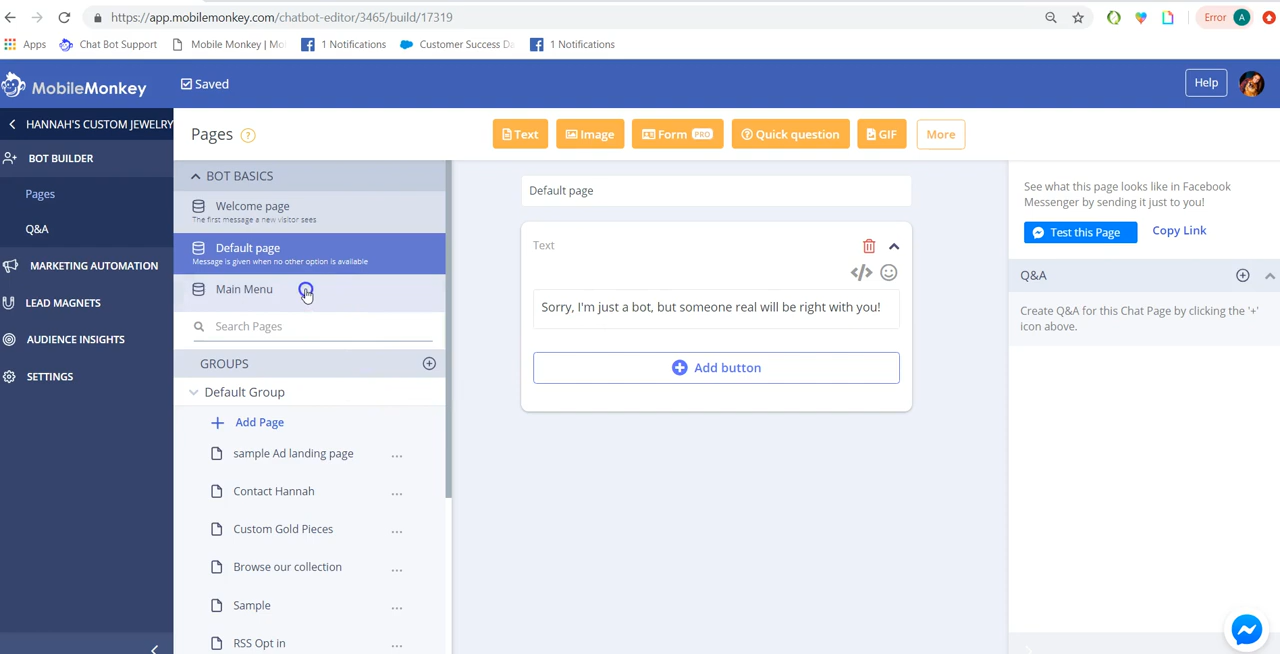 https://app.mobilemonkey.com/chatbot-editor/3465/build/17319
Error A
Apps
Chat Bot Support
Mobile Monkey | Mo
1 Notifications
Customer Success Da
1 Notifications
MobileMonkey
Saved
Help
HANNAH'S CUSTOM JEWELRY
BOT BUILDER
Pages
Q&A
MARKETING AUTOMATION
LEAD MAGNETS
AUDIENCE INSIGHTS
SETTINGS
Pages ?
Text
Image
Form PRO
Quick question
GIF
More
BOT BASICS
Welcome page
The first message a new visitor sees
Default page
Message is given when no other option is available
Main Menu
Search Pages
GROUPS
Default Group
Add Page
sample Ad landing page ...
Contact Hannah ...
Custom Gold Pieces ...
Browse our collection ...
Sample ...
RSS Opt in ...
Default page
Text
</>
Sorry, I'm just a bot, but someone real will be right with you!
Add button
See what this page looks like in Facebook
Messenger by sending it just to you!
Test this Page
Copy Link
Q&A
Create Q&A for this Chat Page by clicking the '+'
icon above.